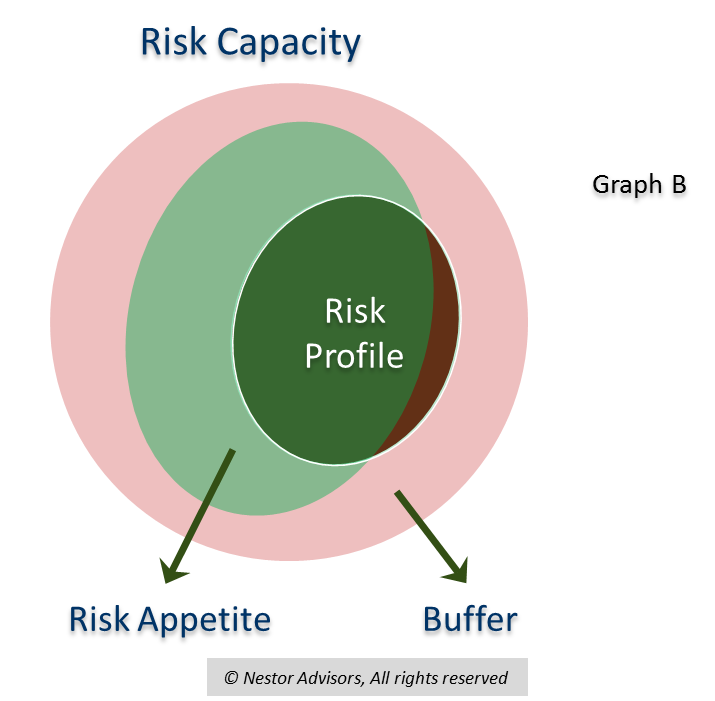 Risk Capacity
Graph B
Risk
Profile
Risk Appetite
Buffer
© Nestor Advisors, All rights reserved